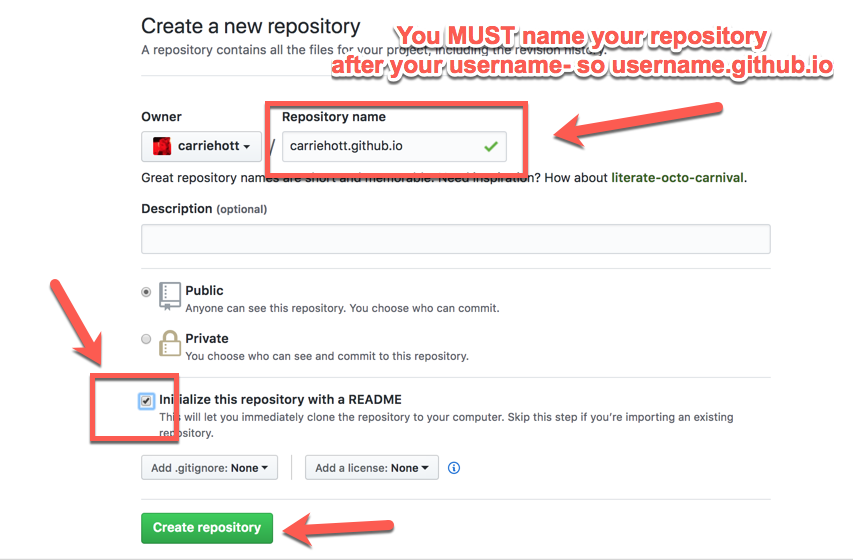 Create a new repository
You MUST name your repository
A repository contains all the files for your project, including the revision history.
after your username- so username.github.io
Owner
Repository name
carriehott / carriehott.github.io
Great repository names are short and memorable. Need inspiration? How about literate-octo-carnival.
Description (optional)
Public
Anyone can see this repository. You choose who can commit.
Private
You choose who can see and commit to this repository.
Initialize this repository with a README
This will let you immediately clone the repository to your computer. Skip this step if you're importing an existing
repository.
Add .gitignore: None
Add a license: None
Create repository